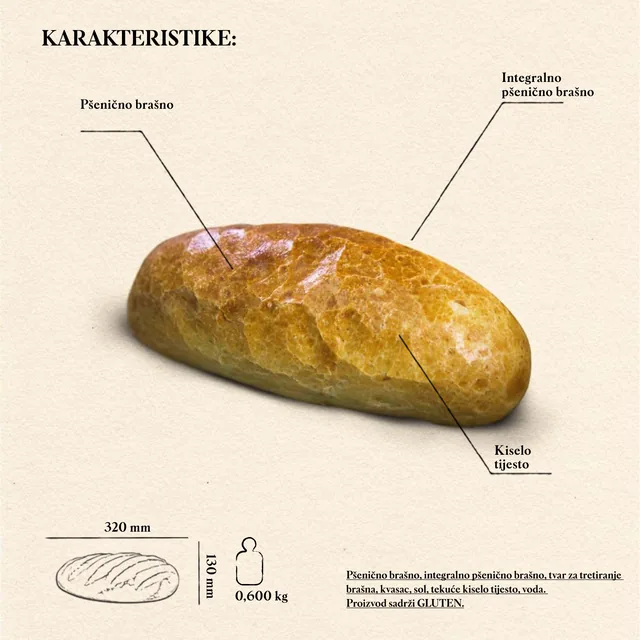 KARAKTERISTIKE:
Pšenično brašno
Integralno
pšenično brašno
Kiselo
tijesto
320 mm
130 mm
0,600 kg
Pšenično brašno, integralno pšenično brašno, tvar za tretiranje
brašna, kvasac, sol, tekuće kiselo tijesto, voda.
Proizvod sadrži GLUTEN.